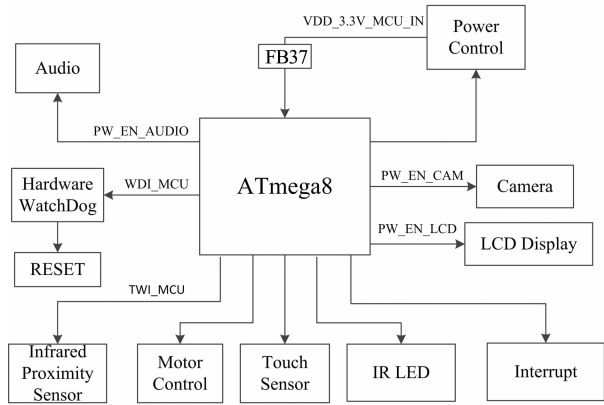 VDD_3.3V_MCU_IN
Power
Control
FB37
Audio
PW_EN_AUDIO
ATmega8
Hardware
WatchDog
WDI_MCU
PW_EN_CAM
Camera
PW_EN_LCD
LCD Display
RESET
TWI_MCU
Infrared
Proximity
Sensor
Motor
Control
Touch
Sensor
IR LED
Interrupt